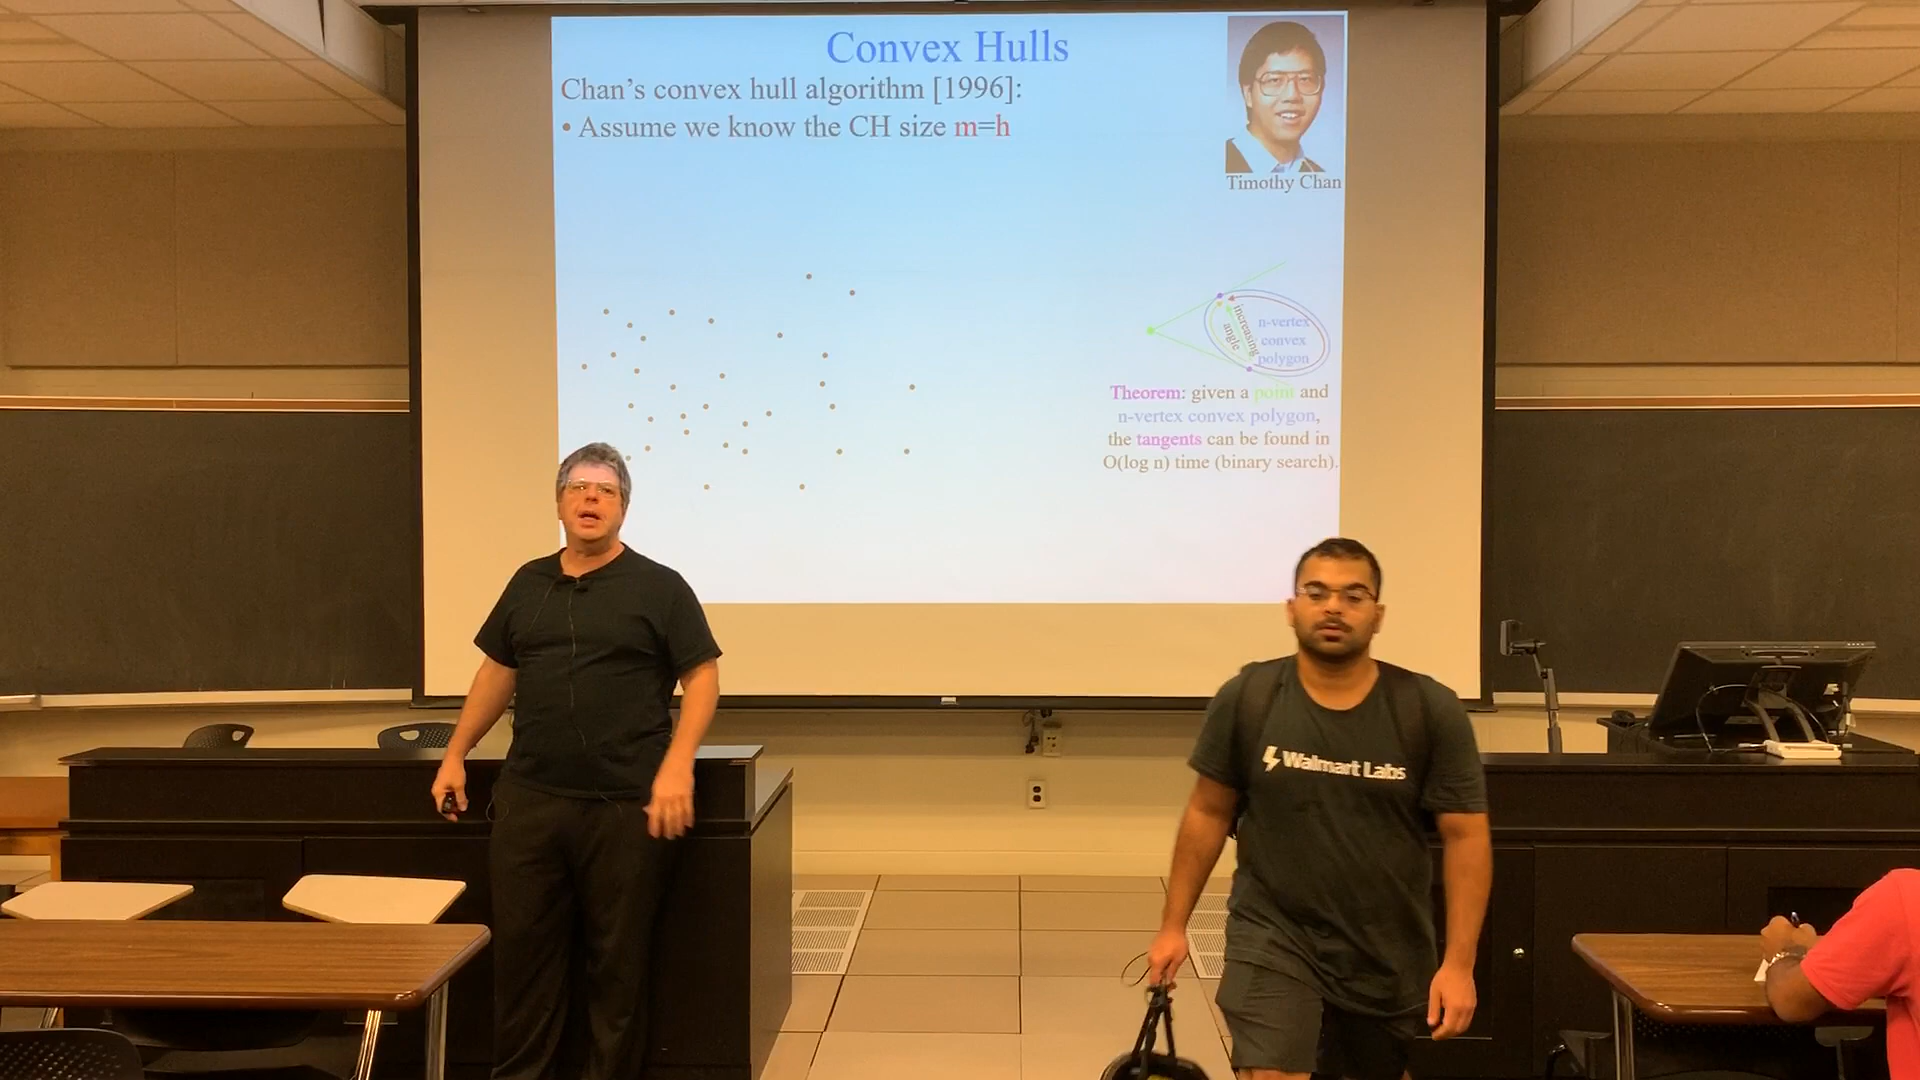 Convex Hulls
Chan's convex hull algorithm [1996]:
• Assume we know the CH size m=h
Timothy Chan
increasing
angle
n-vertex
convex
polygon
Theorem: given a point and
n-vertex convex polygon,
the tangents can be found in
O(log n) time (binary search).
Walmart Labs